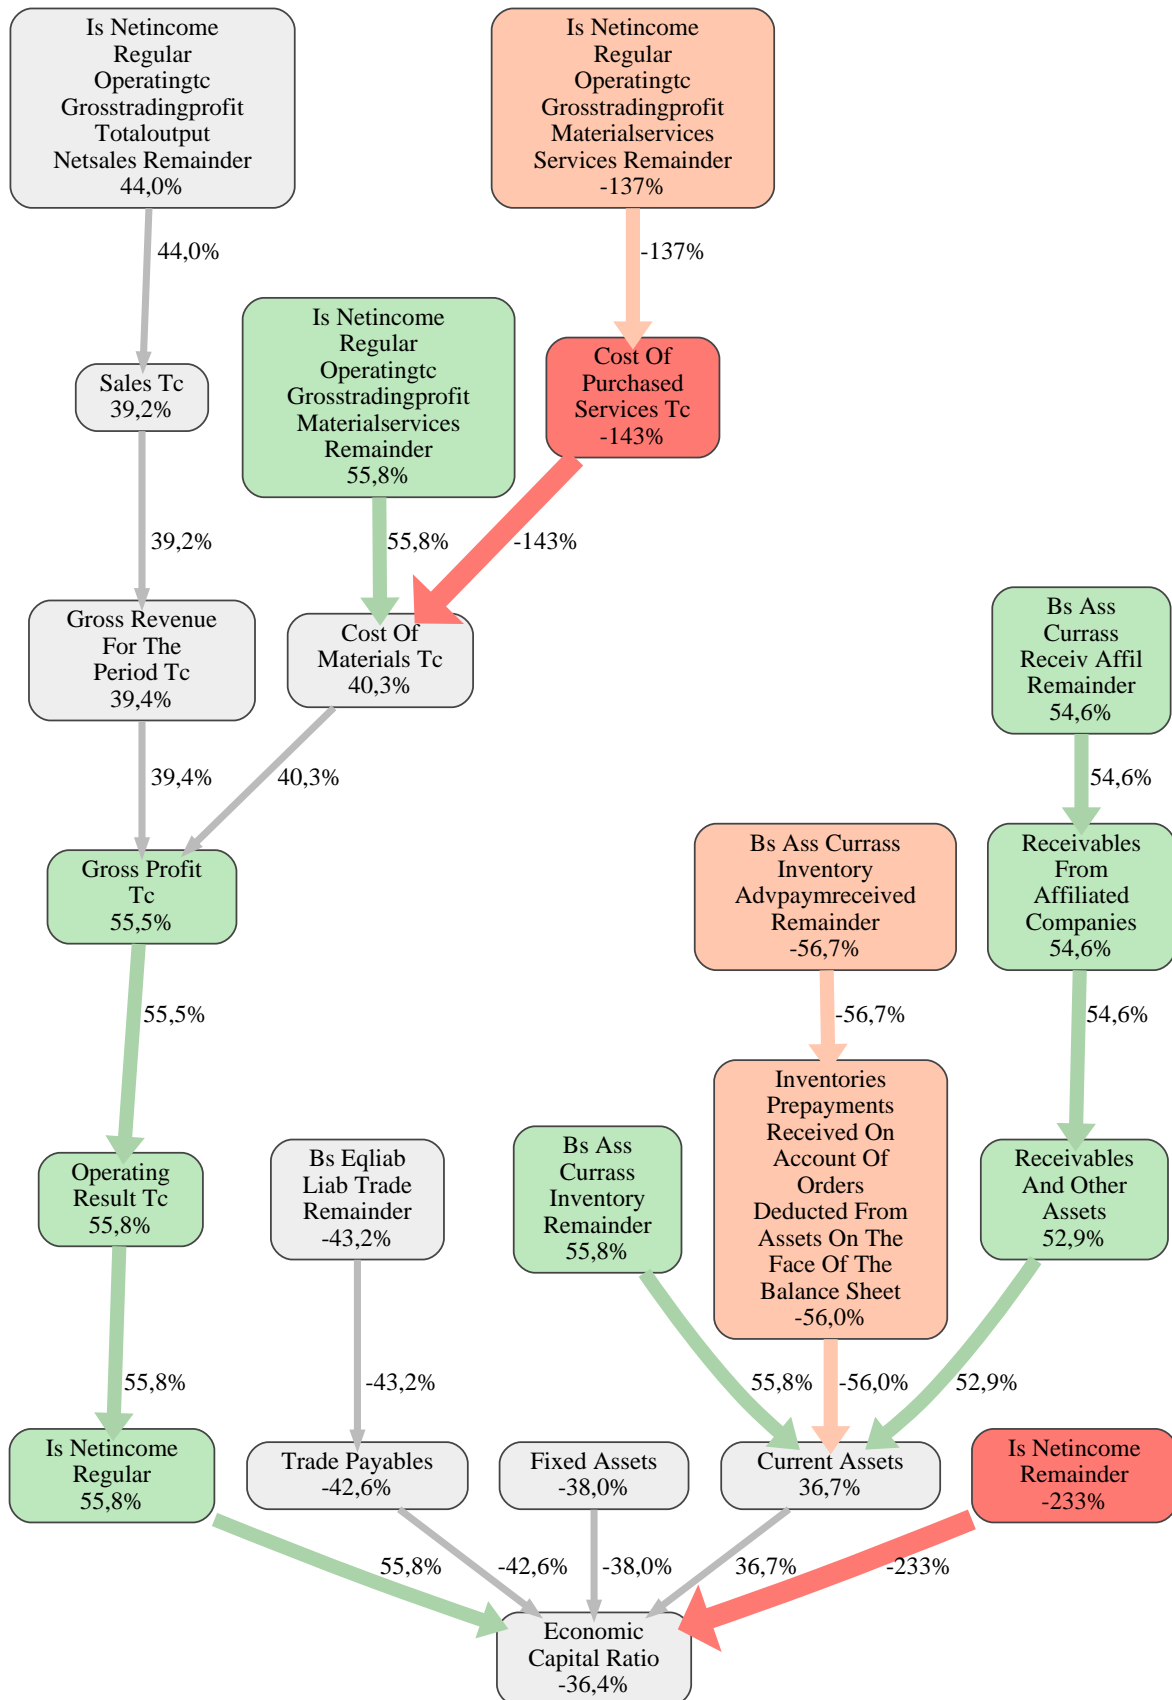 Is Netincome
Regular
Operatingtc
Grosstradingprofit
Totaloutput
Netsales Remainder
44,0%
Is Netincome
Regular
Operatingtc
Grosstradingprofit
Materialservices
Services Remainder
-137%
44,0%
-137%
Is Netincome
Regular
Operatingtc
Grosstradingprofit
Materialservices
Remainder
55,8%
Cost Of
Purchased
Services Tc
-143%
Sales Tc
39,2%
39,2%
55,8%
-143%
Gross Revenue
For The
Period Tc
39,4%
Cost Of
Materials Tc
40,3%
Bs Ass
Currass
Receiv Affil
Remainder
54,6%
39,4%
40,3%
54,6%
Gross Profit
Tc
55,5%
Bs Ass Currass
Inventory
Advpaymreceived
Remainder
-56,7%
Receivables
From
Affiliated
Companies
54,6%
55,5%
-56,7%
54,6%
Operating
Result Tc
55,8%
Bs Eqliab
Liab Trade
Remainder
-43,2%
Bs Ass
Currass
Inventory
Remainder
55,8%
Inventories
Prepayments
Received On
Account Of
Orders
Deducted From
Assets On The
Face Of The
Balance Sheet
-56,0%
Receivables
And Other
Assets
52,9%
55,8%
-43,2%
55,8%
-56,0%
52,9%
Is Netincome
Regular
55,8%
Trade Payables
-42,6%
Fixed Assets
-38,0%
Current Assets
36,7%
Is Netincome
Remainder
-233%
55,8%
-42,6%
-38,0%
36,7%
-233%
Economic
Capital Ratio
-36,4%